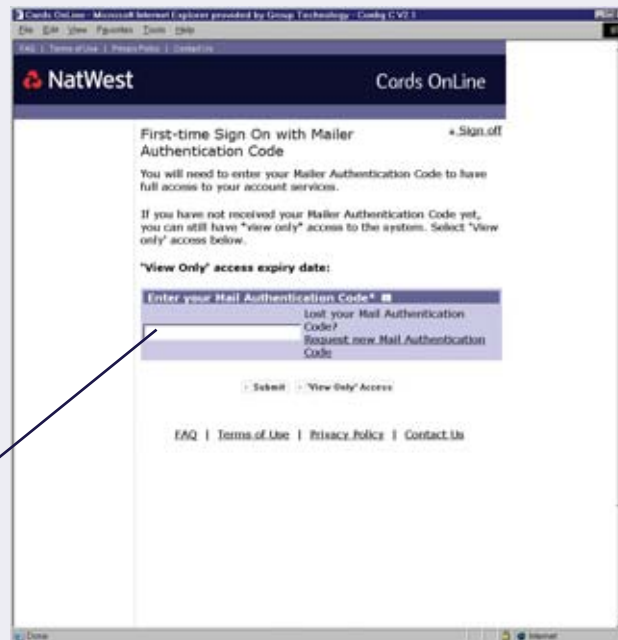 Cards OnLine - Microsoft Internet Explorer provided by Group Technology - Config C V2.1
File Edit View Favorites Tools Help
FAQ | Terms of Use | Privacy Policy | Contact Us
NatWest
Cards OnLine
First-time Sign On with Mailer
Authentication Code
Sign off
You will need to enter your Mailer Authentication Code to have
full access to your account services.
If you have not received your Mailer Authentication Code yet,
you can still have "view only" access to the system. Select 'View
only' access below.
'View Only' access expiry date:
Enter your Mail Authentication Code*
Lost your Mail Authentication
Code?
Request new Mail Authentication
Code
Submit 'View Only' Access
FAQ | Terms of Use | Privacy Policy | Contact Us
Done
Internet